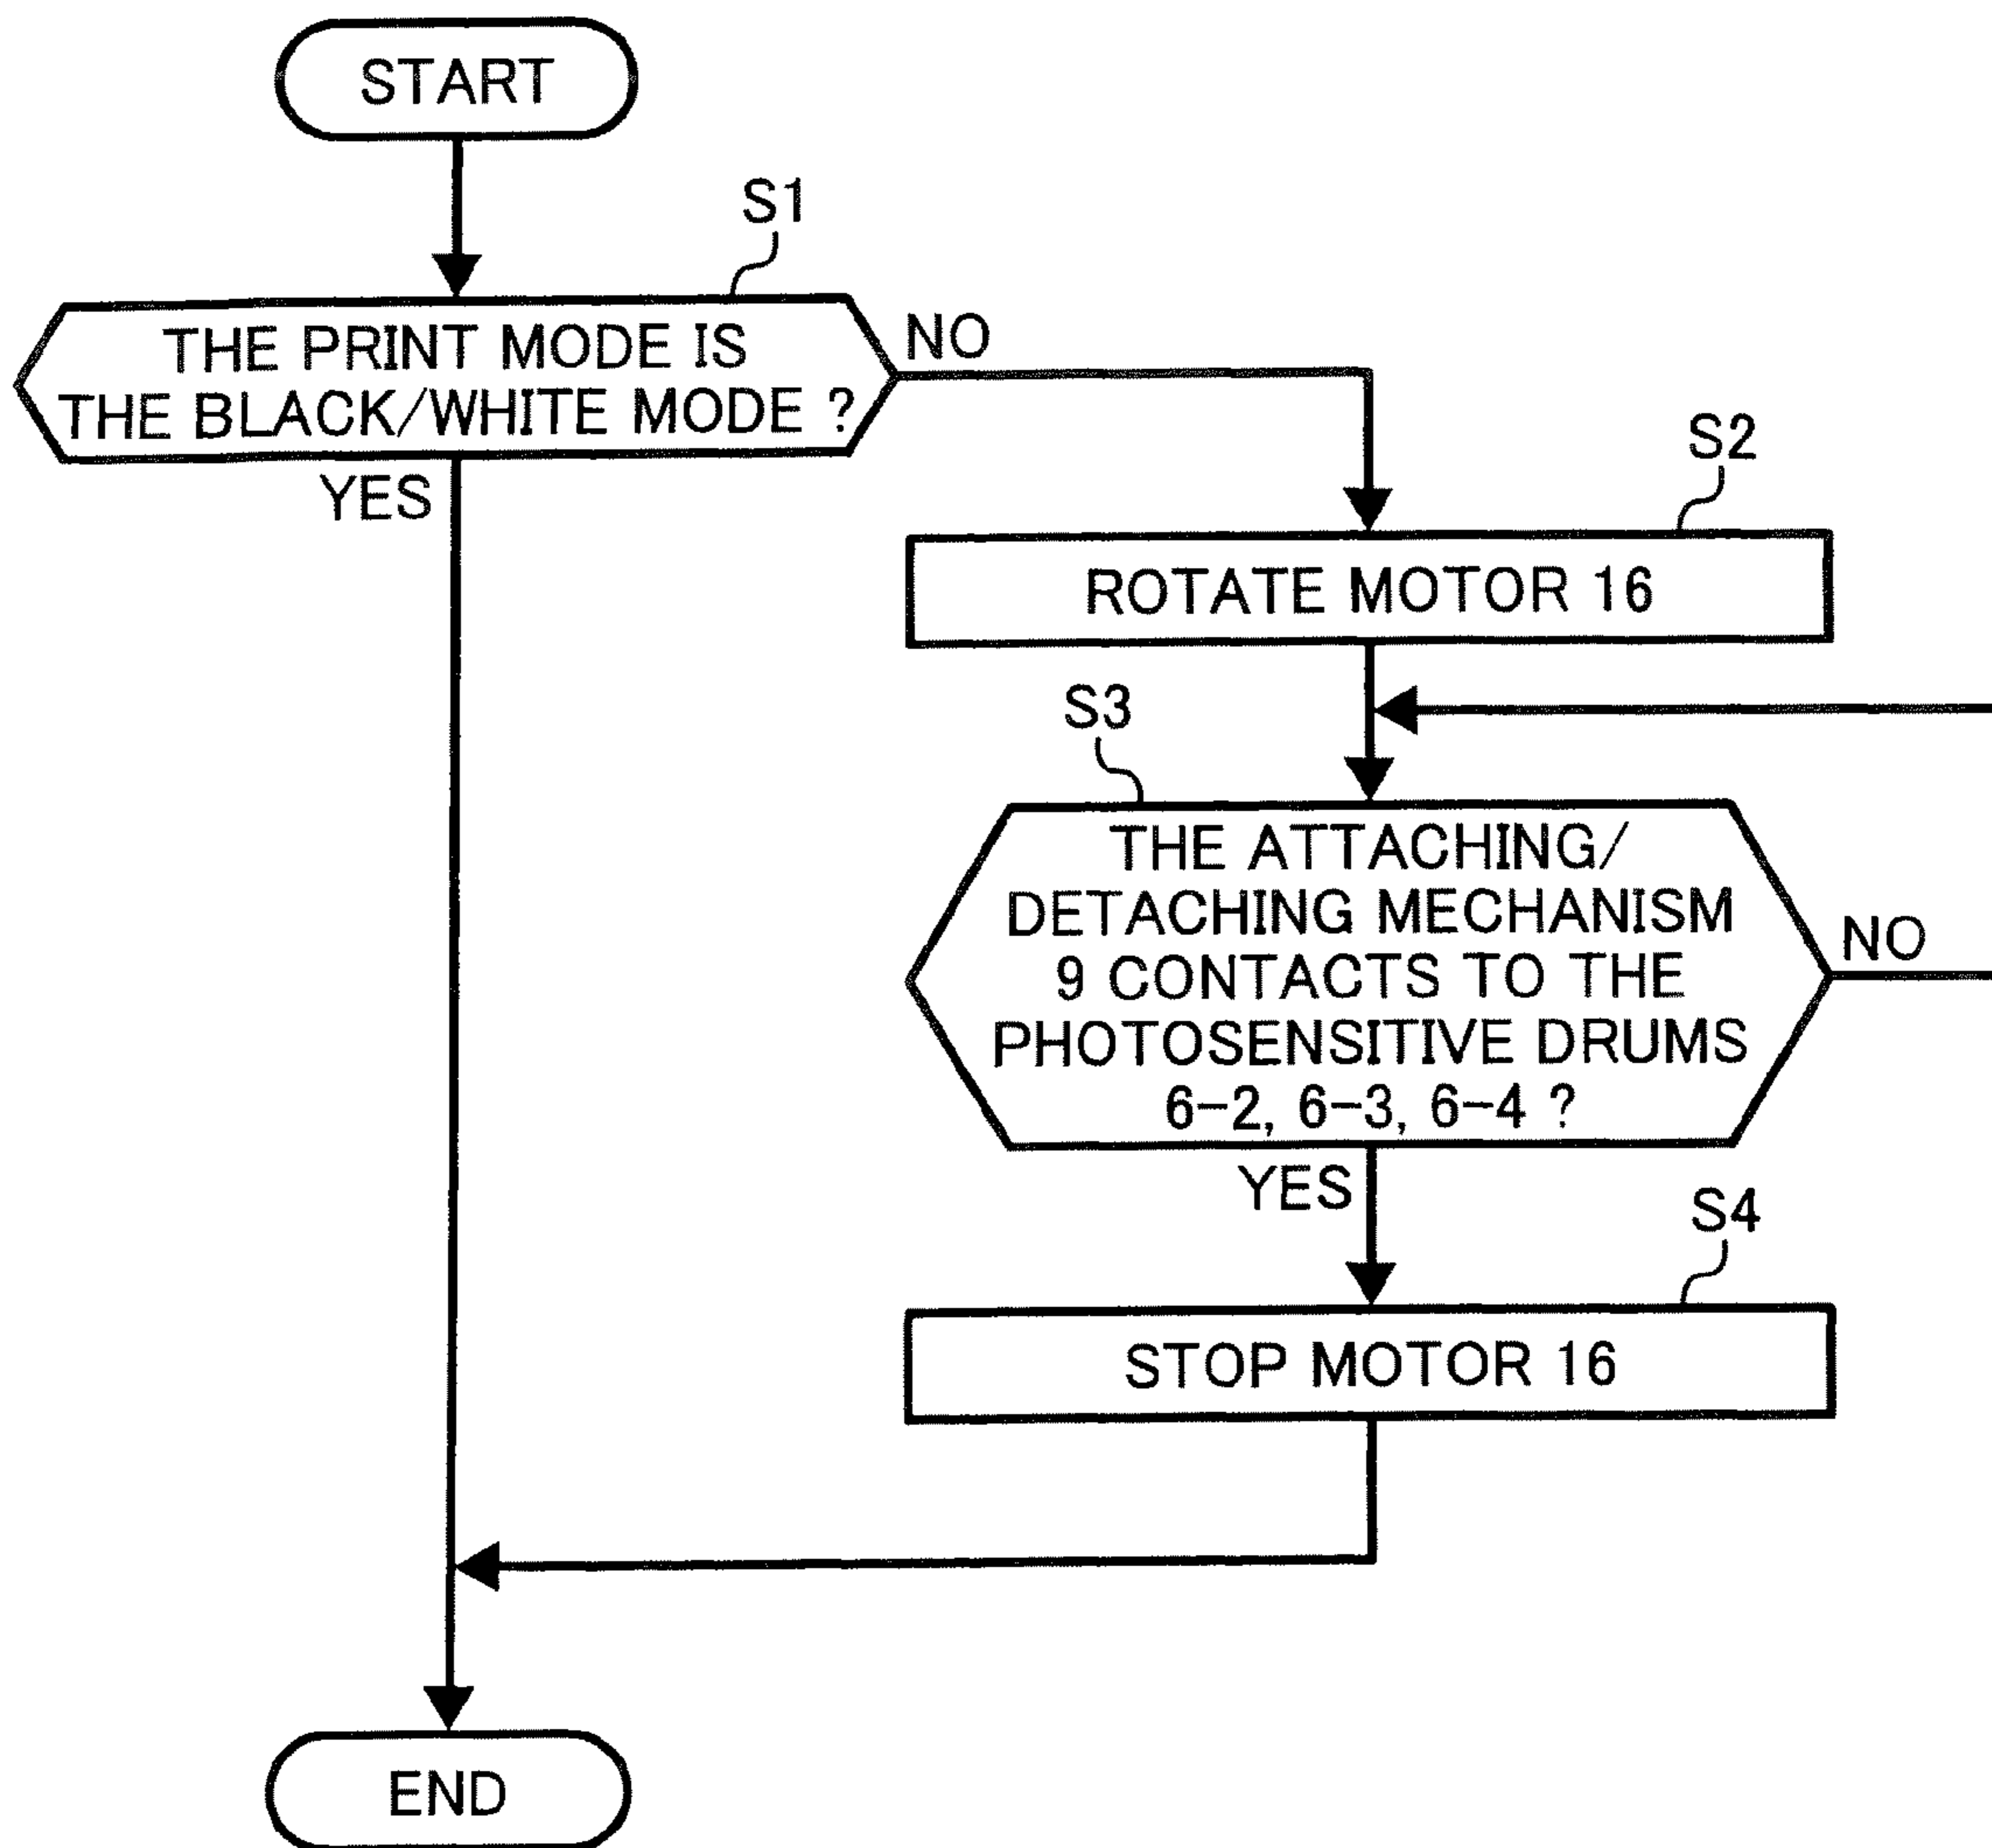 START
S1
THE PRINT MODE IS
THE BLACK/WHITE MODE ?
NO
YES
S2
ROTATE MOTOR 16
S3
THE ATTACHING/
DETACHING MECHANISM
9 CONTACTS TO THE
PHOTOSENSITIVE DRUMS
6-2, 6-3, 6-4 ?
NO
YES
S4
STOP MOTOR 16
END